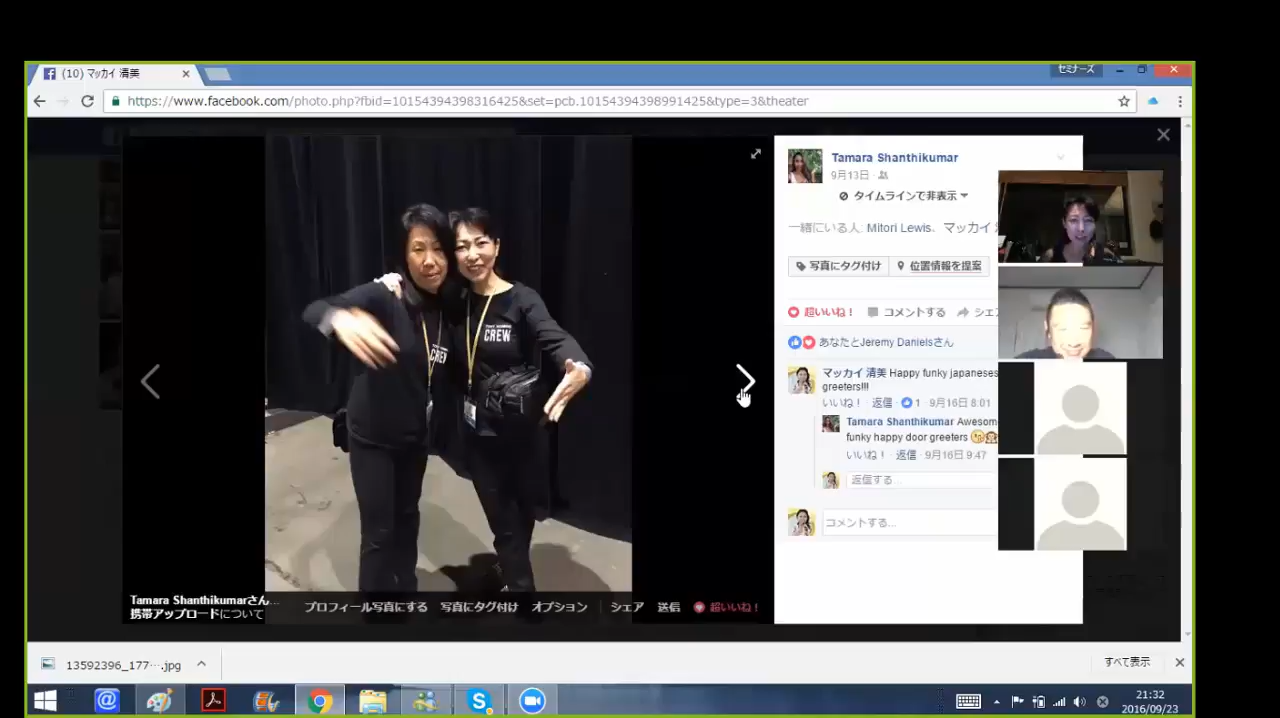 (10) マッカイ 清美
セミナーズ
https://www.facebook.com/photo.php?fbid=10154394398316425&set=pcb.10154394398991425&type=3&theater
Tamara Shanthikumar
9月13日
タイムラインで非表示
一緒にいる人: Mitori Lewis、マッカイ
写真にタグ付け
位置情報を提案
超いいね！ コメントする シェ
あなたとJeremy Danielsさん
マッカイ 清美 Happy funky japanese
greeters!!!
いいね！ · 返信 · 1 · 9月16日 8:01
Tamara Shanthikumar Awesom
funky happy door greeters
いいね！ · 返信 · 9月16日 9:47
返信する...
コメントする...
CREW
CREW
Tamara Shanthikumarさん...
携帯アップロードについて
プロフィール写真にする 写真にタグ付け オプション シェア 送信 超いいね！
13592396_177....jpg
すべて表示
21:32
2016/09/23